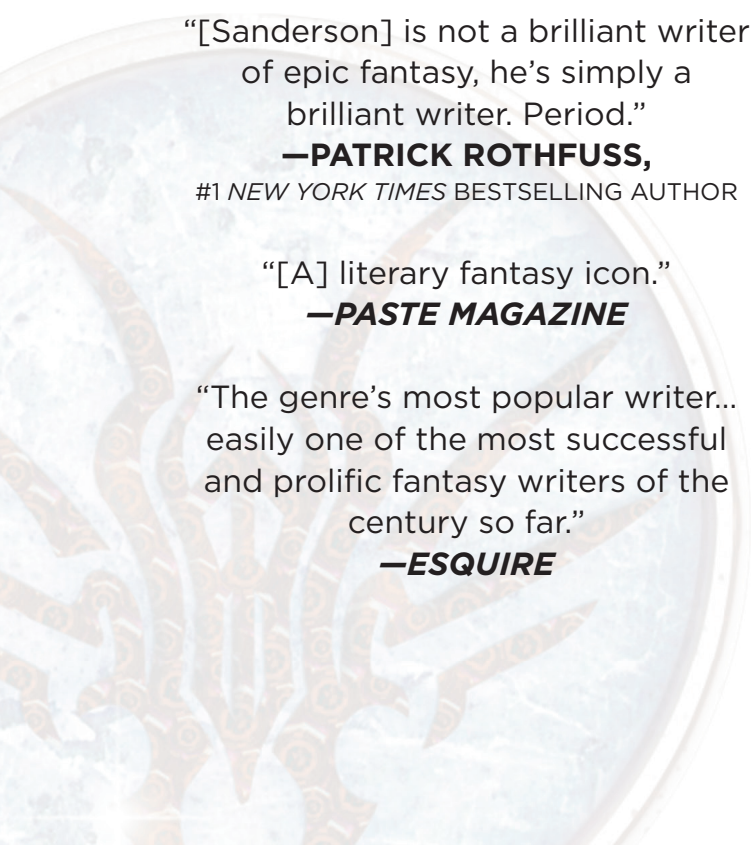 “[Sanderson] is not a brilliant writer
of epic fantasy, he’s simply a
brilliant writer. Period.”
—PATRICK ROTHFUSS,
#1 NEW YORK TIMES BESTSELLING AUTHOR
“[A] literary fantasy icon.”
—PASTE MAGAZINE
“The genre’s most popular writer...
easily one of the most successful
and prolific fantasy writers of the
century so far.”
—ESQUIRE